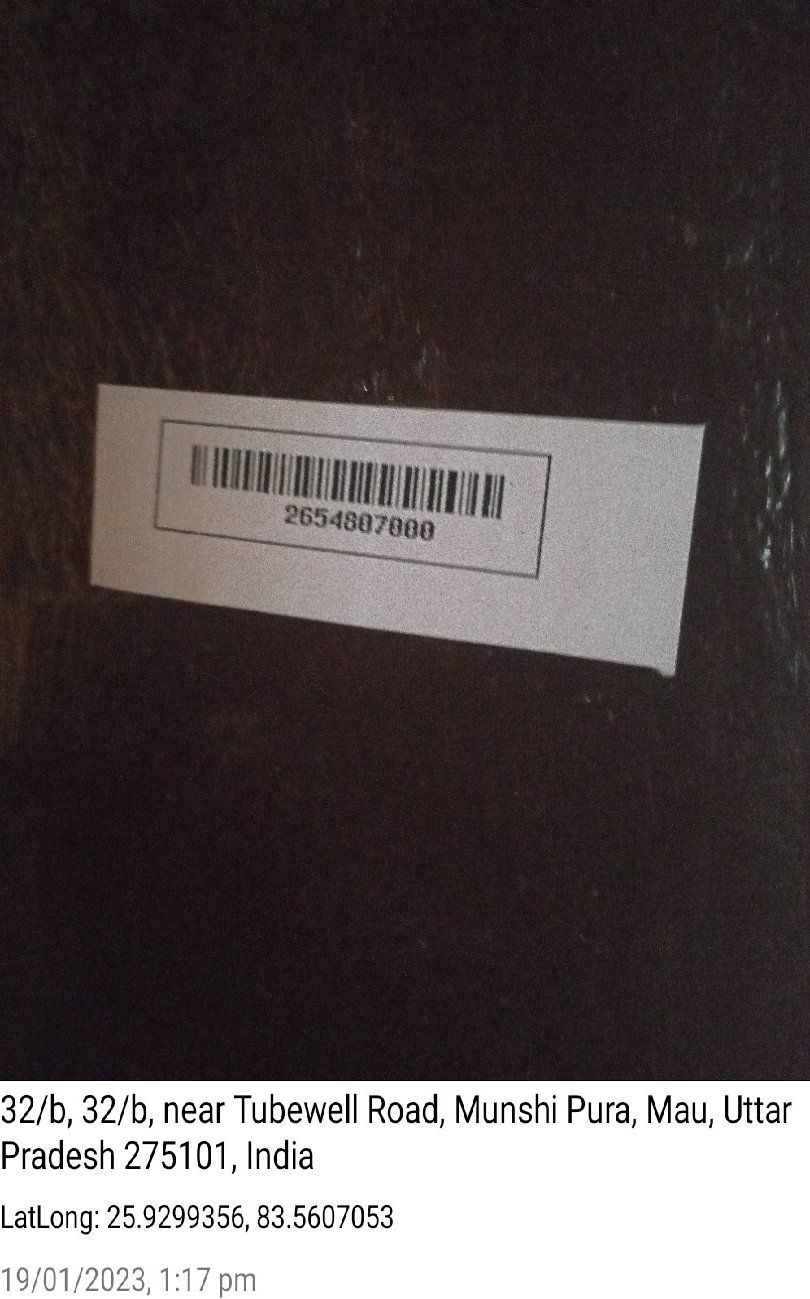 2654807000
32/b, 32/b, near Tubewell Road, Munshi Pura, Mau, Uttar
Pradesh 275101, India
LatLong: 25.9299356, 83.5607053
19/01/2023, 1:17 pm